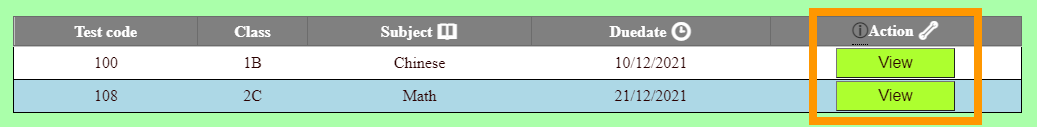 Test code Class Subject Duedate ⓘAction
100 1B Chinese 10/12/2021 View
108 2C Math 21/12/2021 View